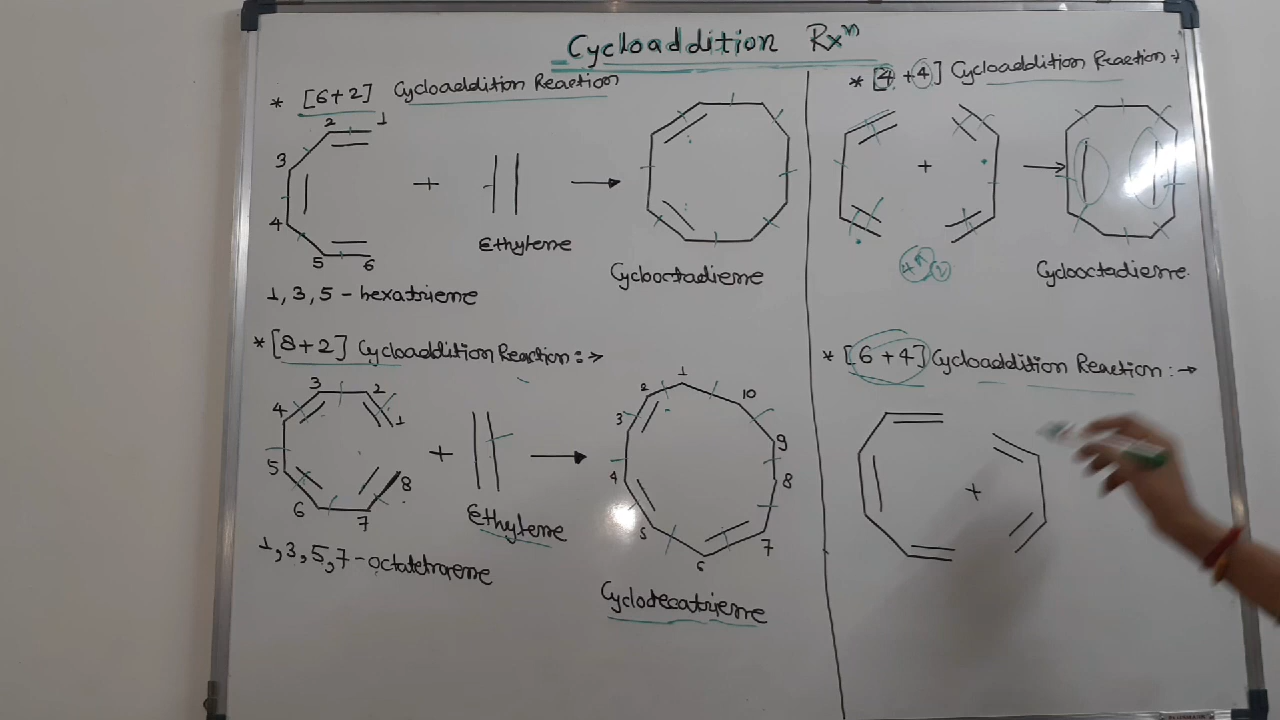 Cycloaddition Rxⁿ
* [6+2] Cycloaddition Reaction
2 1
3
4
5 6
+
Ethylene
Cyclooctadiene
1, 3, 5 - hexatriene
* [8+2] Cycloaddition Reaction :->
3 2
4 1
5
6 7 8
+
Ethylene
1, 3, 5, 7 - octatetraene
1
2 10
3 9
4 8
5 7
6
Cyclodecatriene
* [4+4] Cycloaddition Reaction →
+
4π
Cyclooctadiene
* [6+4] Cycloaddition Reaction :→
+